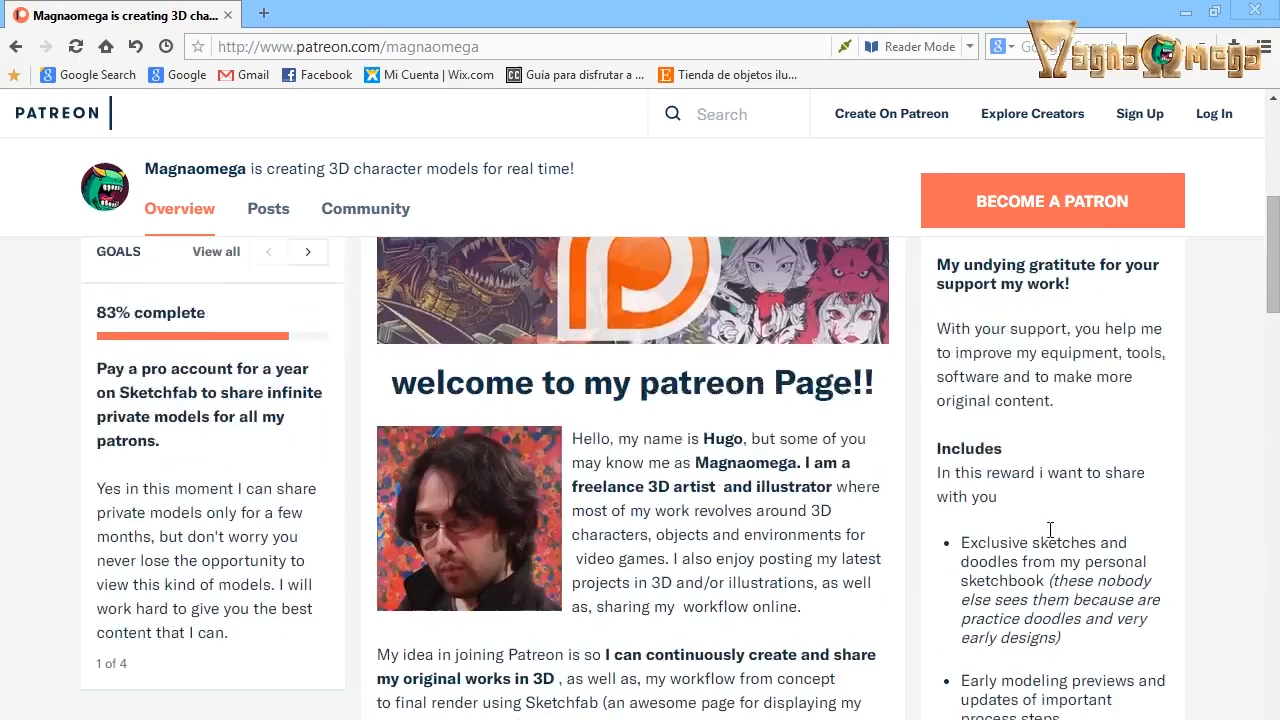 Magnaomega is creating 3D cha...
http://www.patreon.com/magnaomega
Reader Mode
Google Search
Google
Gmail
Facebook
Mi Cuenta | Wix.com
Guía para disfrutar a ...
Tienda de objetos ilu...
MagnaOmega
PATREON
Search
Create On Patreon
Explore Creators
Sign Up
Log In
Magnaomega is creating 3D character models for real time!
Overview
Posts
Community
BECOME A PATRON
GOALS
View all
83% complete
Pay a pro account for a year
on Sketchfab to share infinite
private models for all my
patrons.
Yes in this moment I can share
private models only for a few
months, but don't worry you
never lose the opportunity to
view this kind of models. I will
work hard to give you the best
content that I can.
1 of 4
welcome to my patreon Page!!
Hello, my name is Hugo, but some of you
may know me as Magnaomega. I am a
freelance 3D artist and illustrator where
most of my work revolves around 3D
characters, objects and environments for
video games. I also enjoy posting my latest
projects in 3D and/or illustrations, as well
as, sharing my workflow online.
My idea in joining Patreon is so I can continuously create and share
my original works in 3D , as well as, my workflow from concept
to final render using Sketchfab (an awesome page for displaying my
My undying gratitude for your
support my work!
With your support, you help me
to improve my equipment, tools,
software and to make more
original content.
Includes
In this reward i want to share
with you
Exclusive sketches and
doodles from my personal
sketchbook (these nobody
else sees them because are
practice doodles and very
early designs)
Early modeling previews and
updates of important
process steps